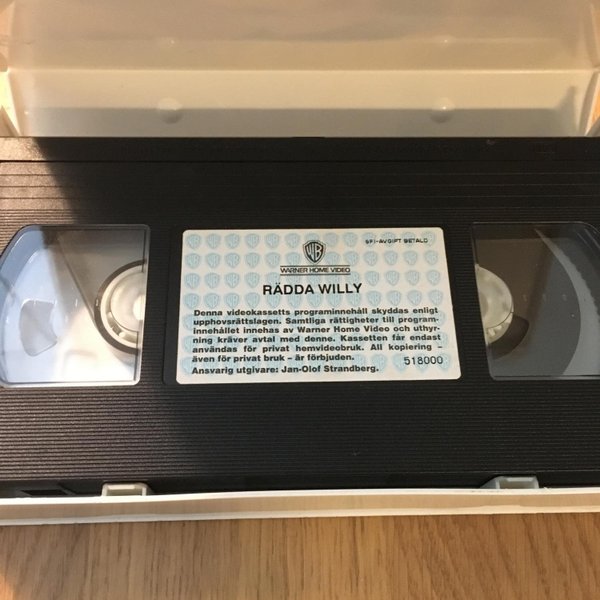 SFI-AVGIFT BETALD
WB
WARNER HOME VIDEO
RÄDDA WILLY
Denna videokassetts programinnehåll skyddas enligt
upphovsrättslagen. Samtliga rättigheter till program-
innehållet innehas av Warner Home Video och uthyr-
ning kräver avtal med denne. Kassetten får endast
användas för privat hemvideobruk. All kopiering –
även för privat bruk – är förbjuden.
518000
Ansvarig utgivare: Jan-Olof Strandberg.